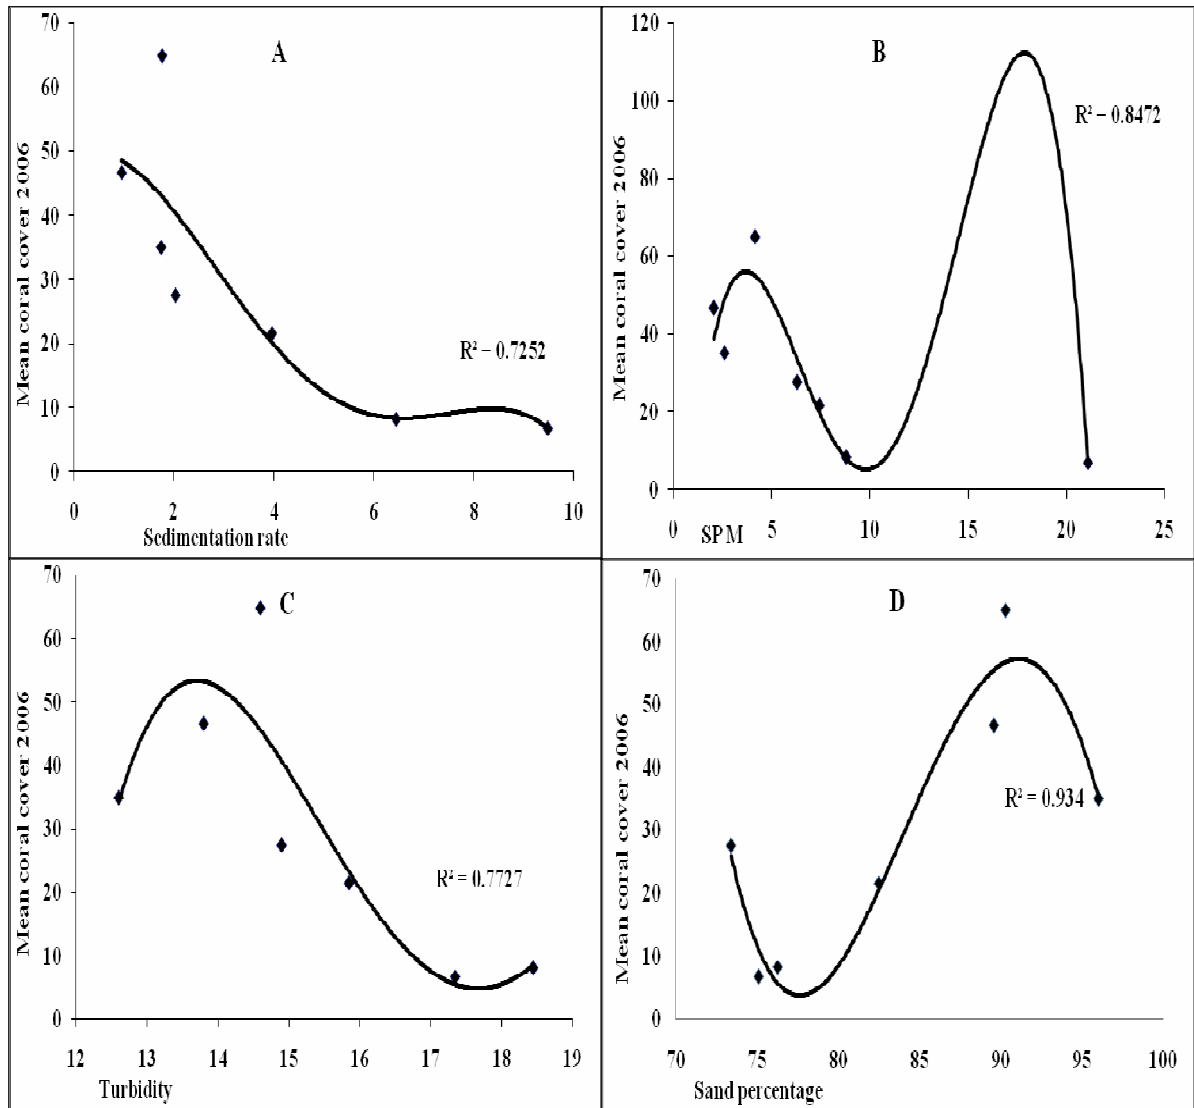 A
Mean coral cover 2006
70
60
50
40
30
20
10
0
R² – 0.7252
0 2 4 6 8 10
Sedimentation rate
B
Mean coral cover 2006
120
100
80
60
40
20
0
R² – 0.8472
0 5 10 15 20 25
SPM
C
Mean coral cover 2006
70
60
50
40
30
20
10
0
R² = 0.7727
12 13 14 15 16 17 18 19
Turbidity
D
Mean coral cover 2006
70
60
50
40
30
20
10
0
R² = 0.934
70 75 80 85 90 95 100
Sand percentage